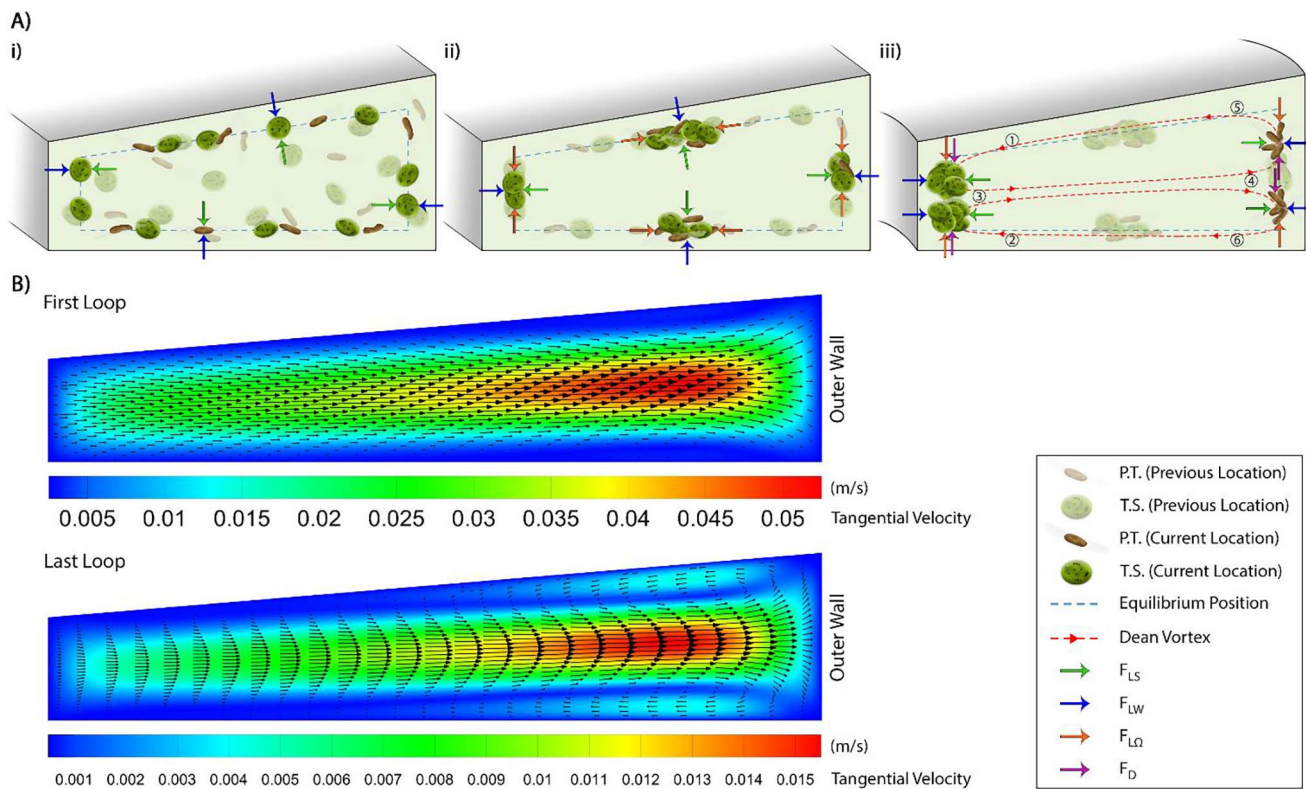 A)
i)
ii)
iii)
⑤
①
④
③
②
⑥
B)
First Loop
Outer Wall
(m/s)
0.005 0.01 0.015 0.02 0.025 0.03 0.035 0.04 0.045 0.05 Tangential Velocity
Last Loop
Outer Wall
(m/s)
0.001 0.002 0.003 0.004 0.005 0.006 0.007 0.008 0.009 0.01 0.011 0.012 0.013 0.014 0.015 Tangential Velocity
P.T. (Previous Location)
T.S. (Previous Location)
P.T. (Current Location)
T.S. (Current Location)
Equilibrium Position
Dean Vortex
F_LS
F_LW
F_LΩ
F_D